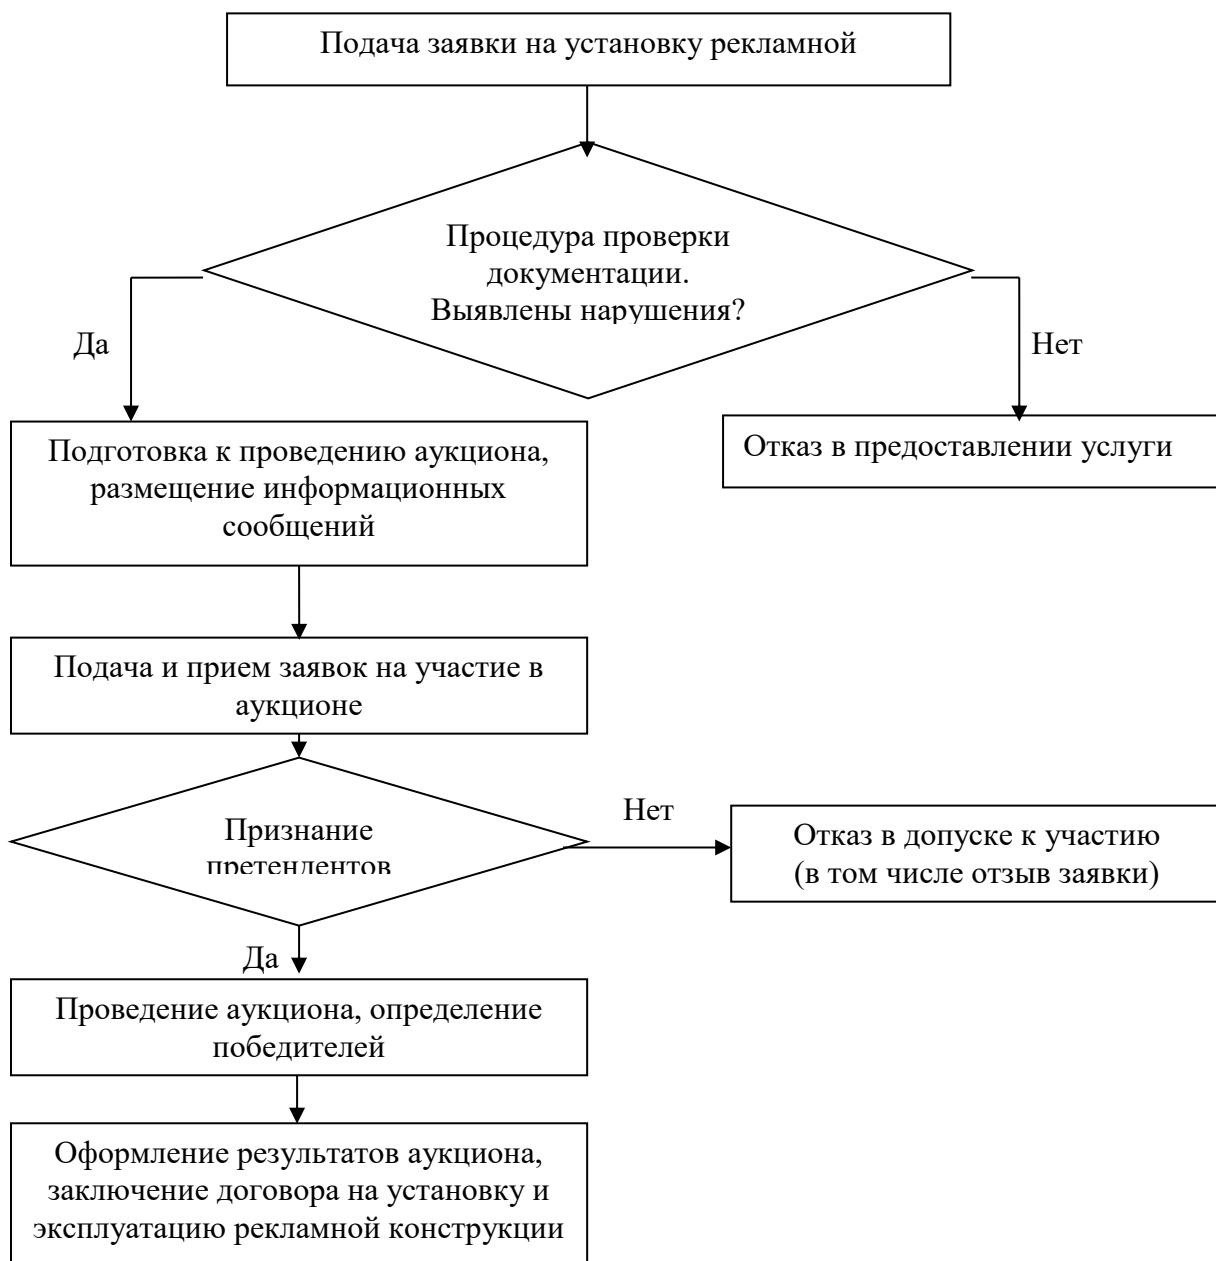 Подача заявки на установку рекламной
Процедура проверки
документации.
Выявлены нарушения?
Да
Нет
Подготовка к проведению аукциона,
размещение информационных
сообщений
Отказ в предоставлении услуги
Подача и прием заявок на участие в
аукционе
Признание
претендентов
Нет
Отказ в допуске к участию
(в том числе отзыв заявки)
Да
Проведение аукциона, определение
победителей
Оформление результатов аукциона,
заключение договора на установку и
эксплуатацию рекламной конструкции